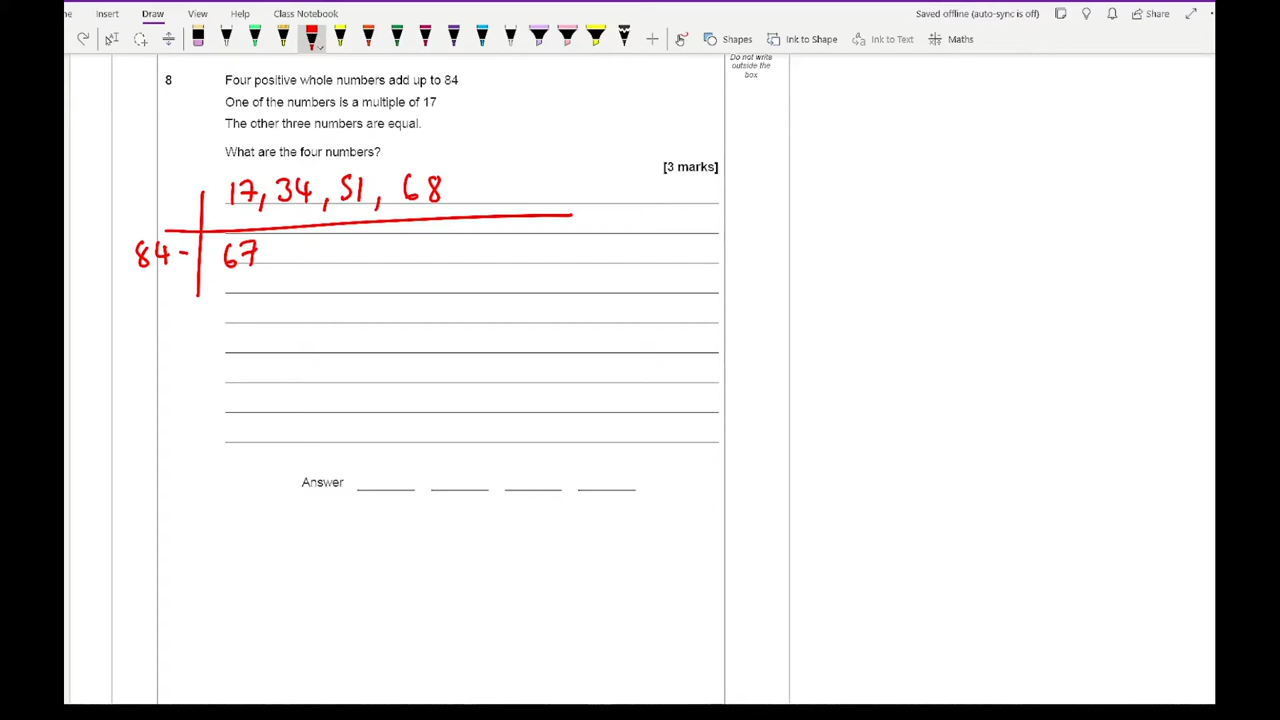 me Insert Draw View Help Class Notebook Saved offline (auto-sync is off) Share
Shapes Ink to Shape Ink to Text Maths
Do not write
outside the
box
8 Four positive whole numbers add up to 84
One of the numbers is a multiple of 17
The other three numbers are equal.
What are the four numbers?
[3 marks]
17, 34, 51, 68
84 - 67
Answer